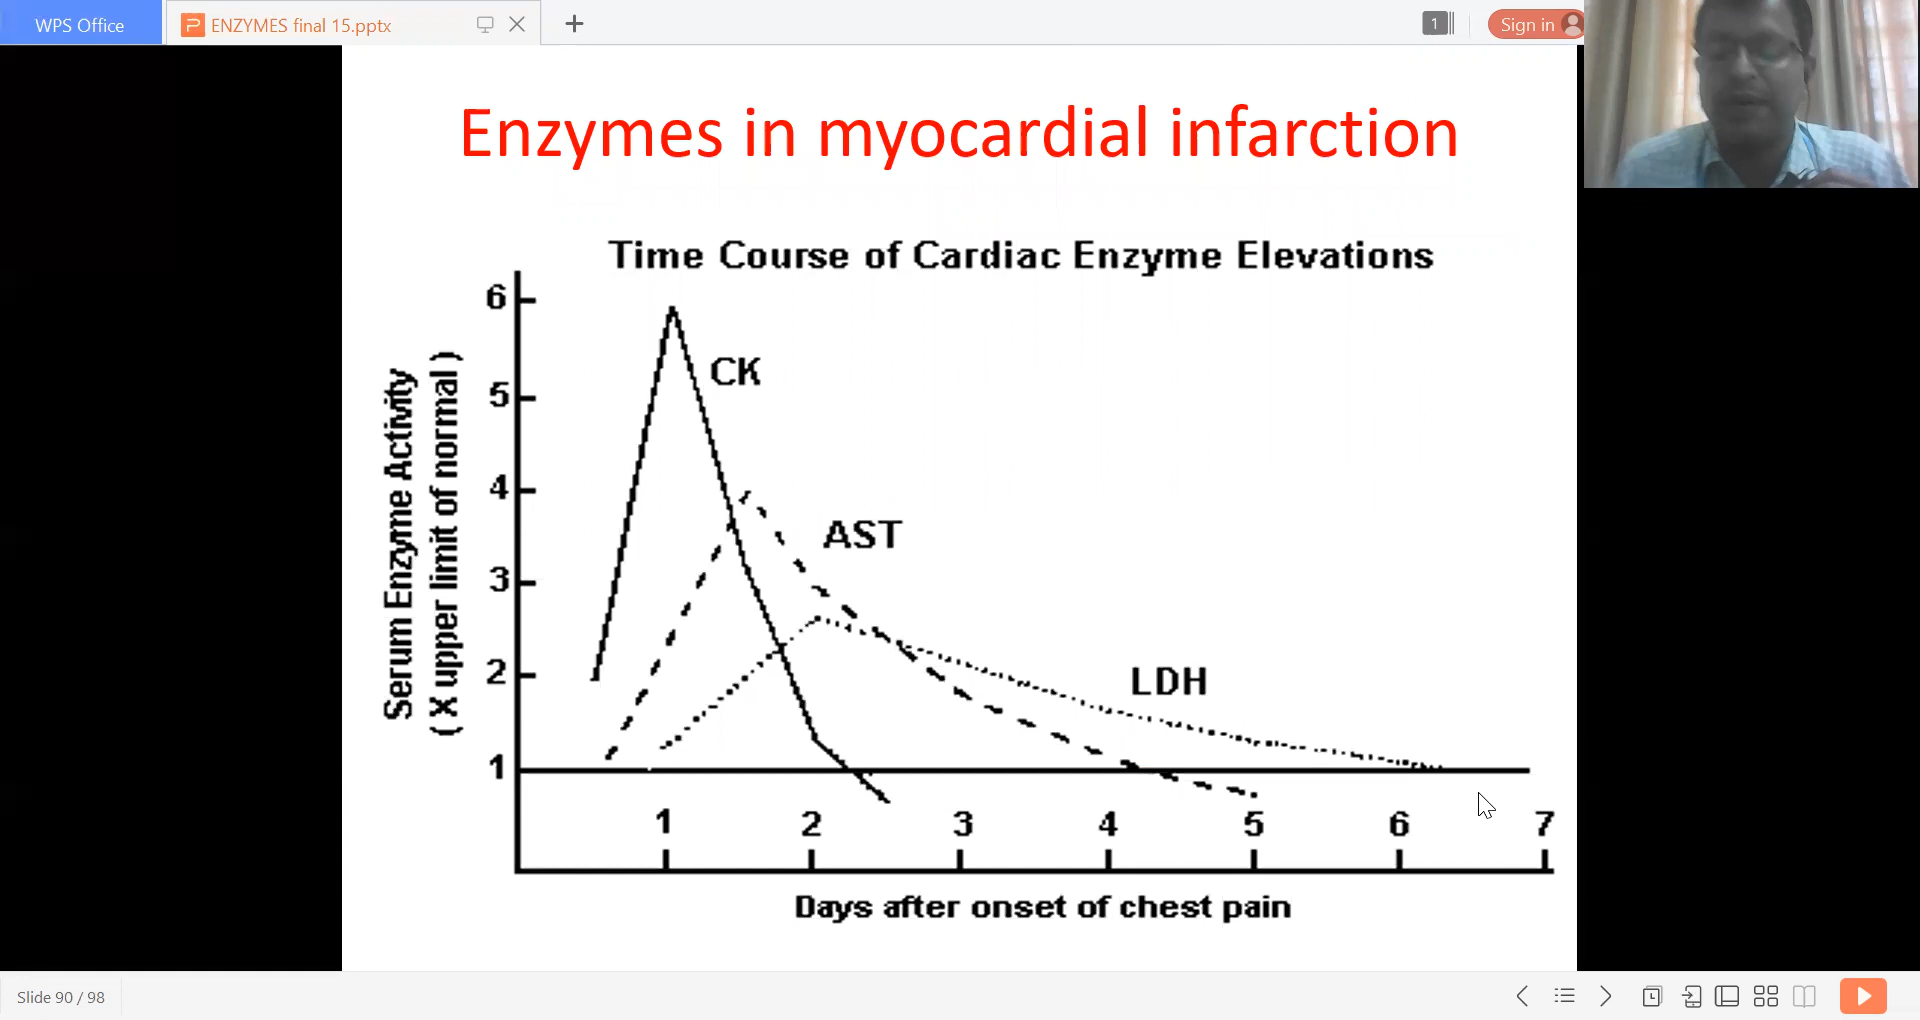 WPS Office
ENZYMES final 15.pptx
1
Sign in
Enzymes in myocardial infarction
Time Course of Cardiac Enzyme Elevations
Serum Enzyme Activity
( X upper limit of normal )
6
5
4
3
2
1
CK
AST
LDH
1 2 3 4 5 6 7
Days after onset of chest pain
Slide 90 / 98